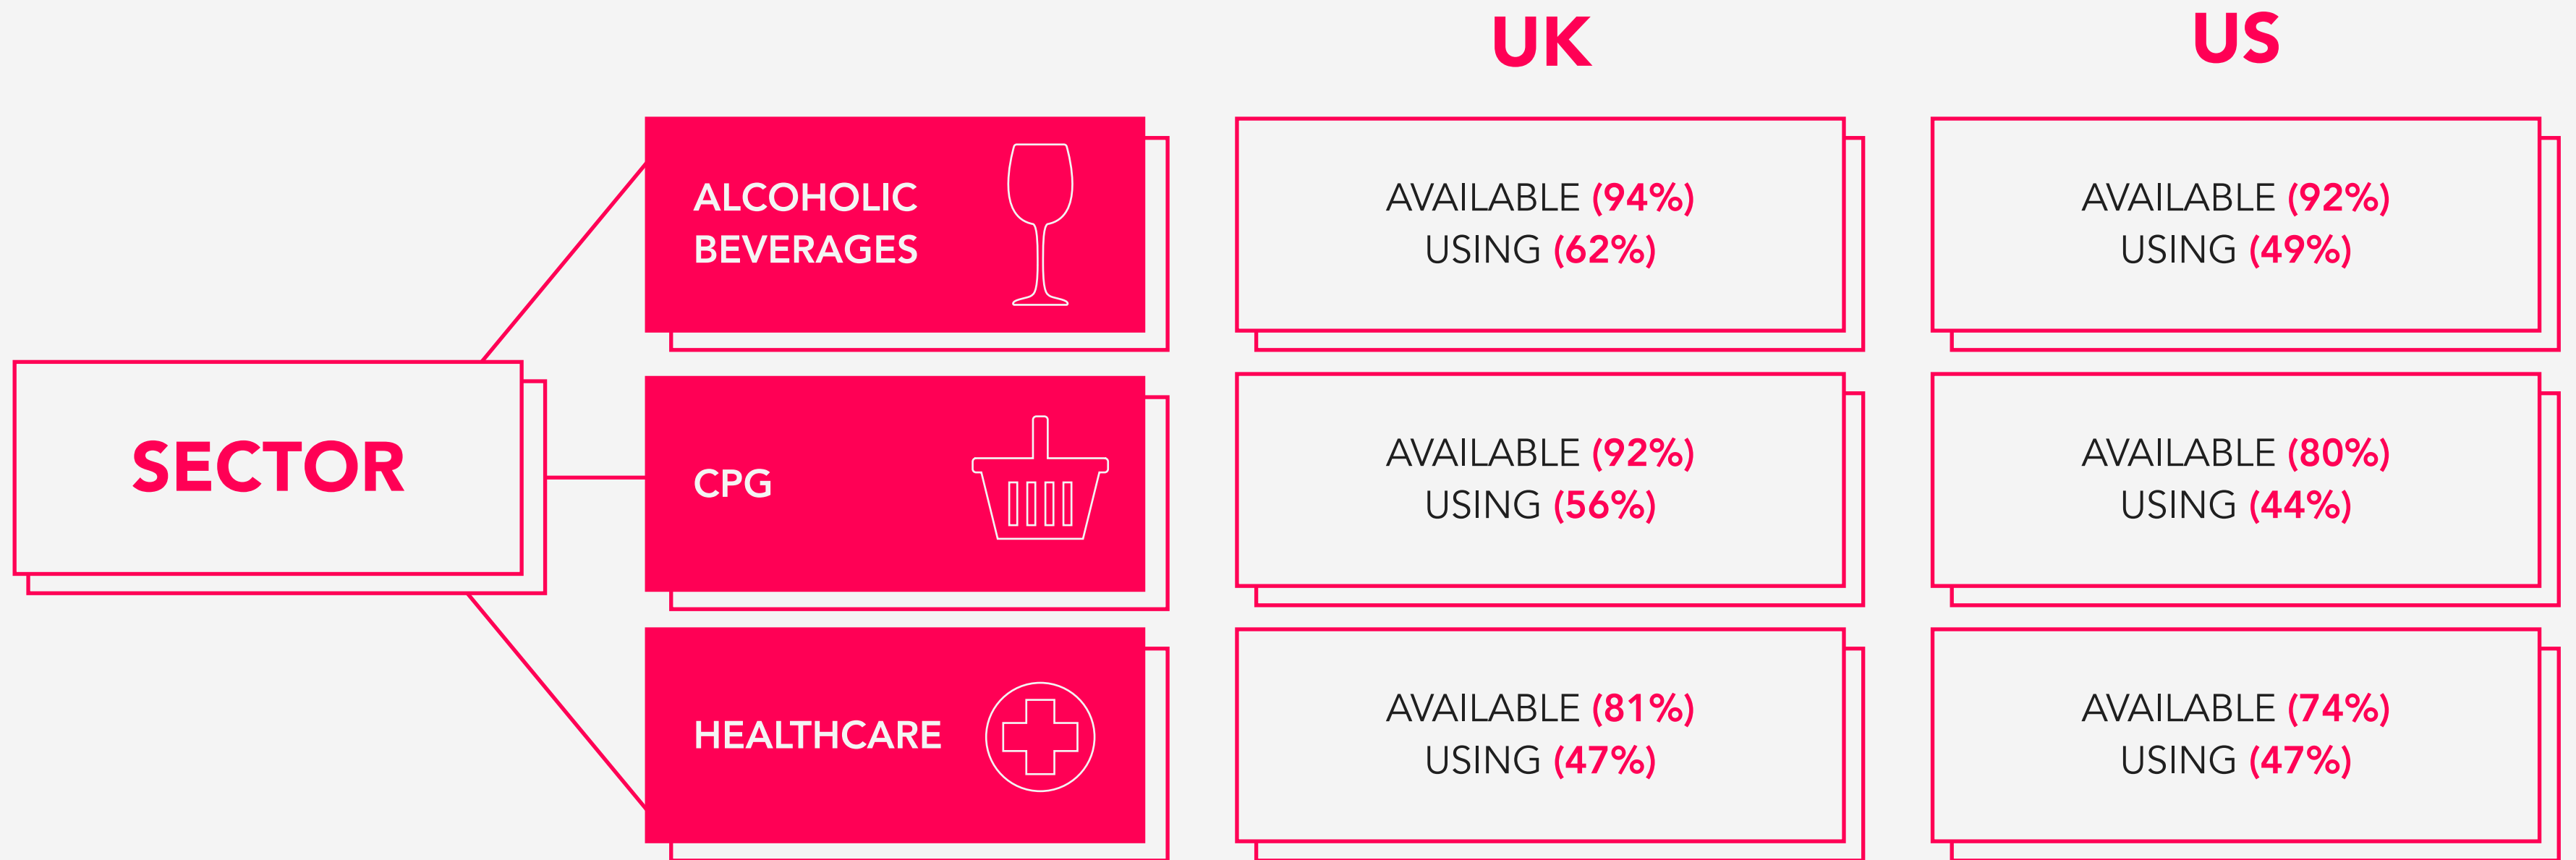 UK
US
ALCOHOLIC
BEVERAGES
AVAILABLE (94%)
USING (62%)
AVAILABLE (92%)
USING (49%)
SECTOR
CPG
AVAILABLE (92%)
USING (56%)
AVAILABLE (80%)
USING (44%)
HEALTHCARE
AVAILABLE (81%)
USING (47%)
AVAILABLE (74%)
USING (47%)